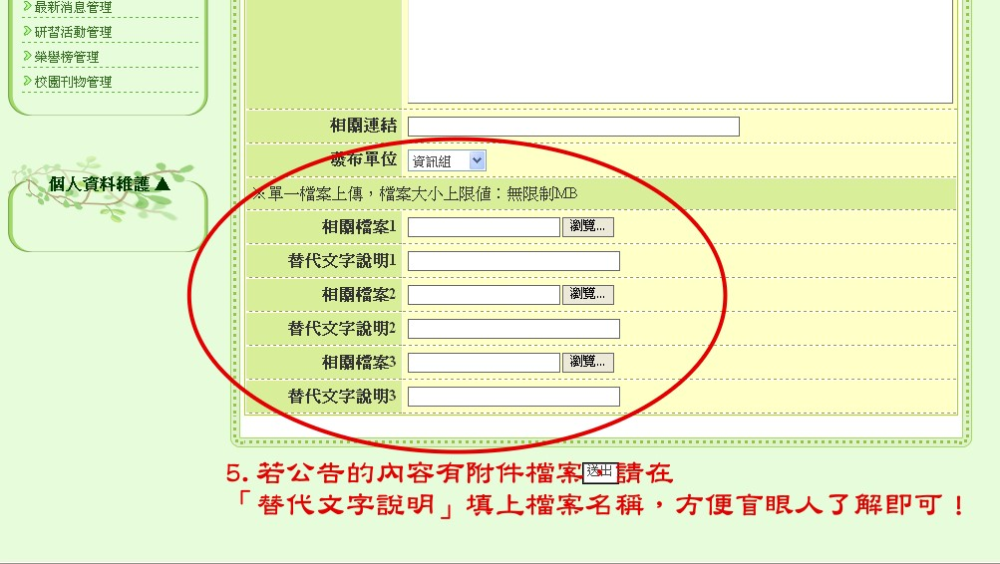 最新消息管理
研習活動管理
榮譽榜管理
校園刊物管理
個人資料維護▲
相關連結
發布單位 資訊組
※單一檔案上傳，檔案大小上限值：無限制MB
相關檔案1 瀏覽...
替代文字說明1
相關檔案2 瀏覽...
替代文字說明2
相關檔案3 瀏覽...
替代文字說明3
5.若公告的內容有附件檔案 送出 請在
「替代文字說明」填上檔案名稱，方便盲眼人了解即可！